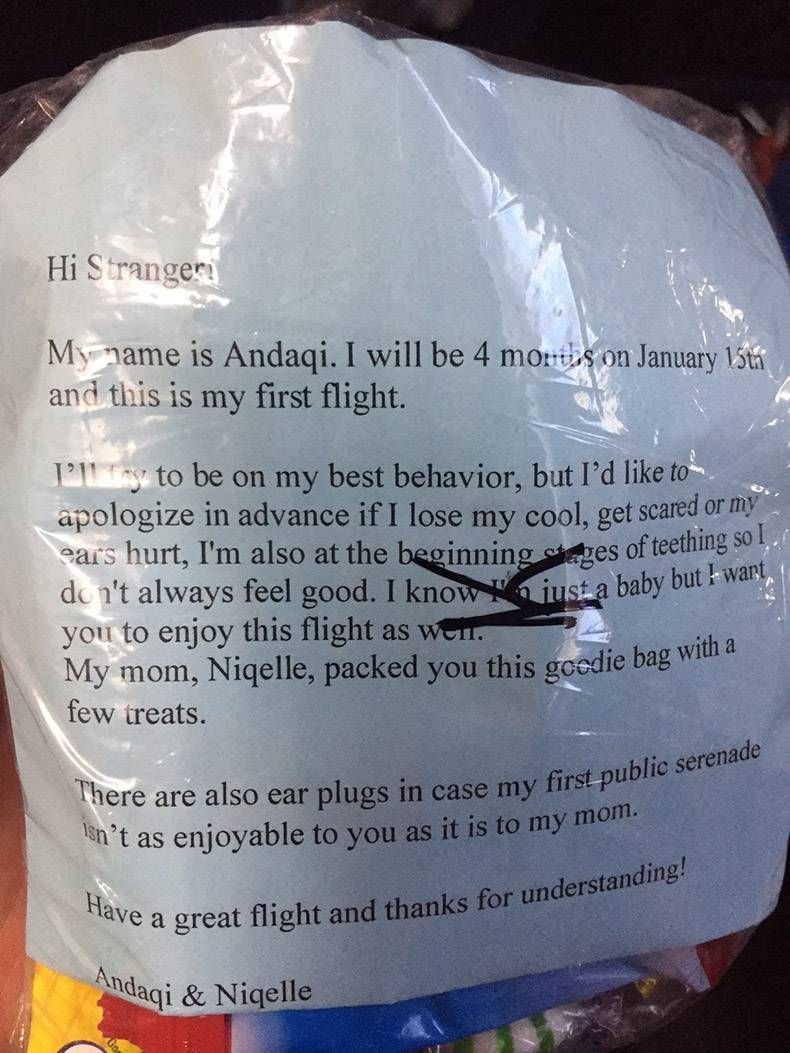 Hi Stranger!
My name is Andaqi. I will be 4 months on January 15th
and this is my first flight.
I'll try to be on my best behavior, but I'd like to
apologize in advance if I lose my cool, get scared or my
ears hurt, I'm also at the beginning stages of teething so I
don't always feel good. I know I'm just a baby but I want
you to enjoy this flight as well.
My mom, Niqelle, packed you this goodie bag with a
few treats.
There are also ear plugs in case my first public serenade
isn't as enjoyable to you as it is to my mom.
Have a great flight and thanks for understanding!
Andaqi & Niqelle